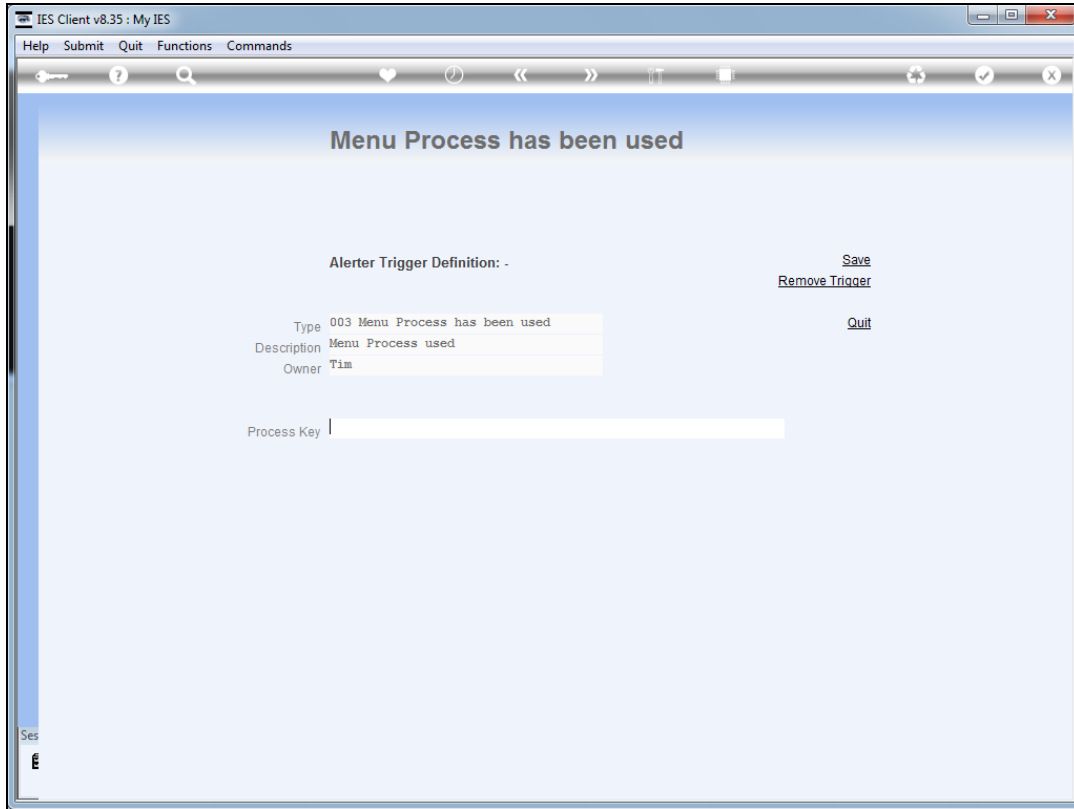 IES Client v8.35 : My IES
Help Submit Quit Functions Commands
Menu Process has been used
Alerter Trigger Definition: -
Save
Remove Trigger
Type 003 Menu Process has been used
Quit
Description Menu Process used
Owner Tim
Process Key
Ses